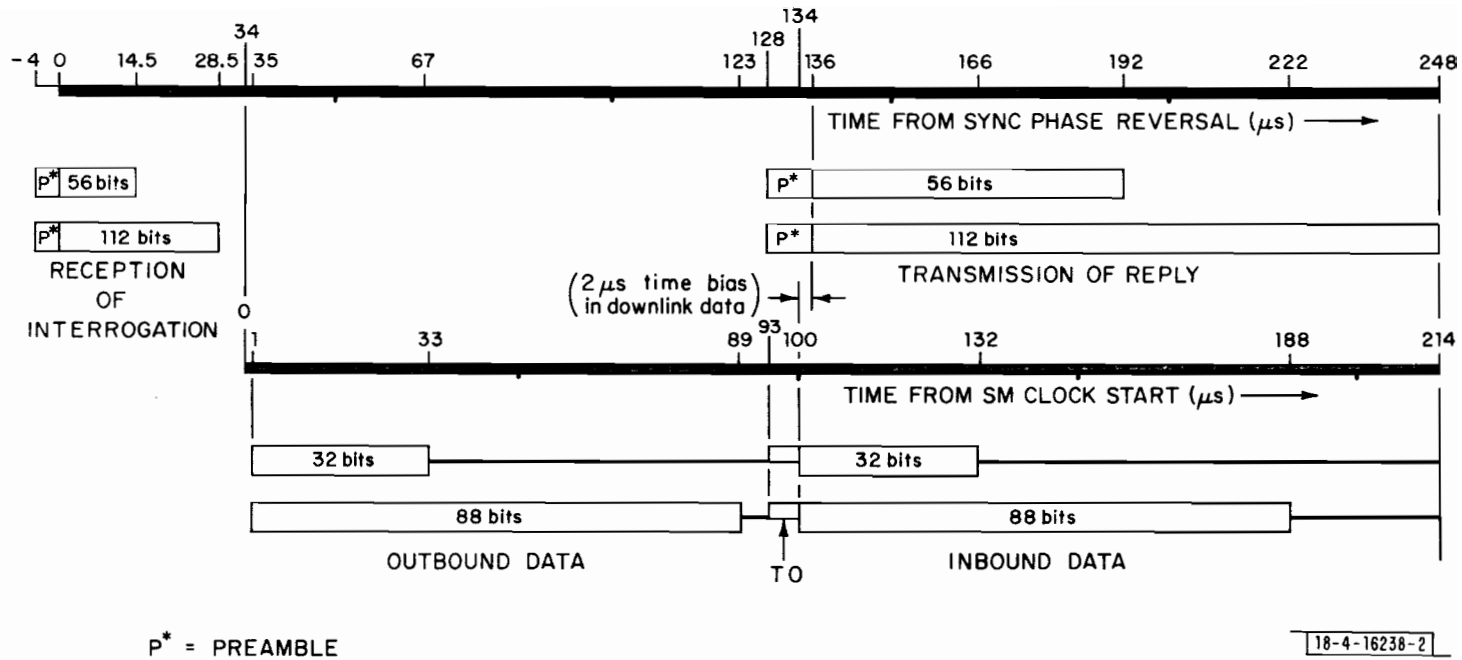 134
34
128
-4 0 14.5 28.5 35 67 123 136 166 192 222 248
TIME FROM SYNC PHASE REVERSAL (μs)
P* 56 bits P* 56 bits
P* 112 bits P* 112 bits
RECEPTION
OF
INTERROGATION
TRANSMISSION OF REPLY
(2 μs time bias
in downlink data)
0
1 33 89 93 100 132 188 214
TIME FROM SM CLOCK START (μs)
32 bits 32 bits
88 bits 88 bits
OUTBOUND DATA
TO
INBOUND DATA
P* = PREAMBLE
18-4-16238-2